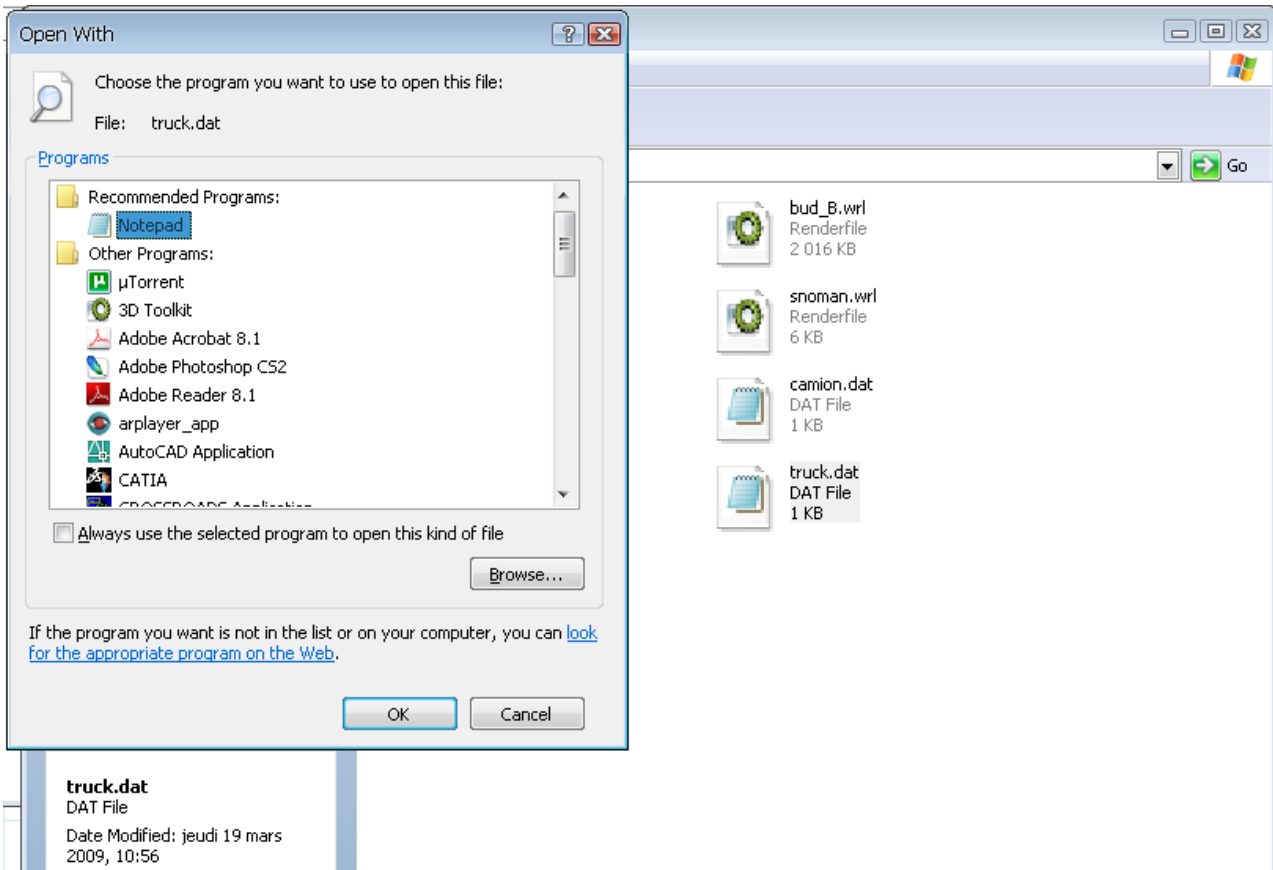 Open With
Choose the program you want to use to open this file:
File: truck.dat
Programs
Recommended Programs:
Notepad
Other Programs:
µTorrent
3D Toolkit
Adobe Acrobat 8.1
Adobe Photoshop CS2
Adobe Reader 8.1
arplayer_app
AutoCAD Application
CATIA
CROSSROADS Application
Always use the selected program to open this kind of file
Browse...
If the program you want is not in the list or on your computer, you can look
for the appropriate program on the Web.
OK
Cancel
Go
bud_B.wrl
Renderfile
2 016 KB
snoman.wrl
Renderfile
6 KB
camion.dat
DAT File
1 KB
truck.dat
DAT File
1 KB
truck.dat
DAT File
Date Modified: jeudi 19 mars
2009, 10:56